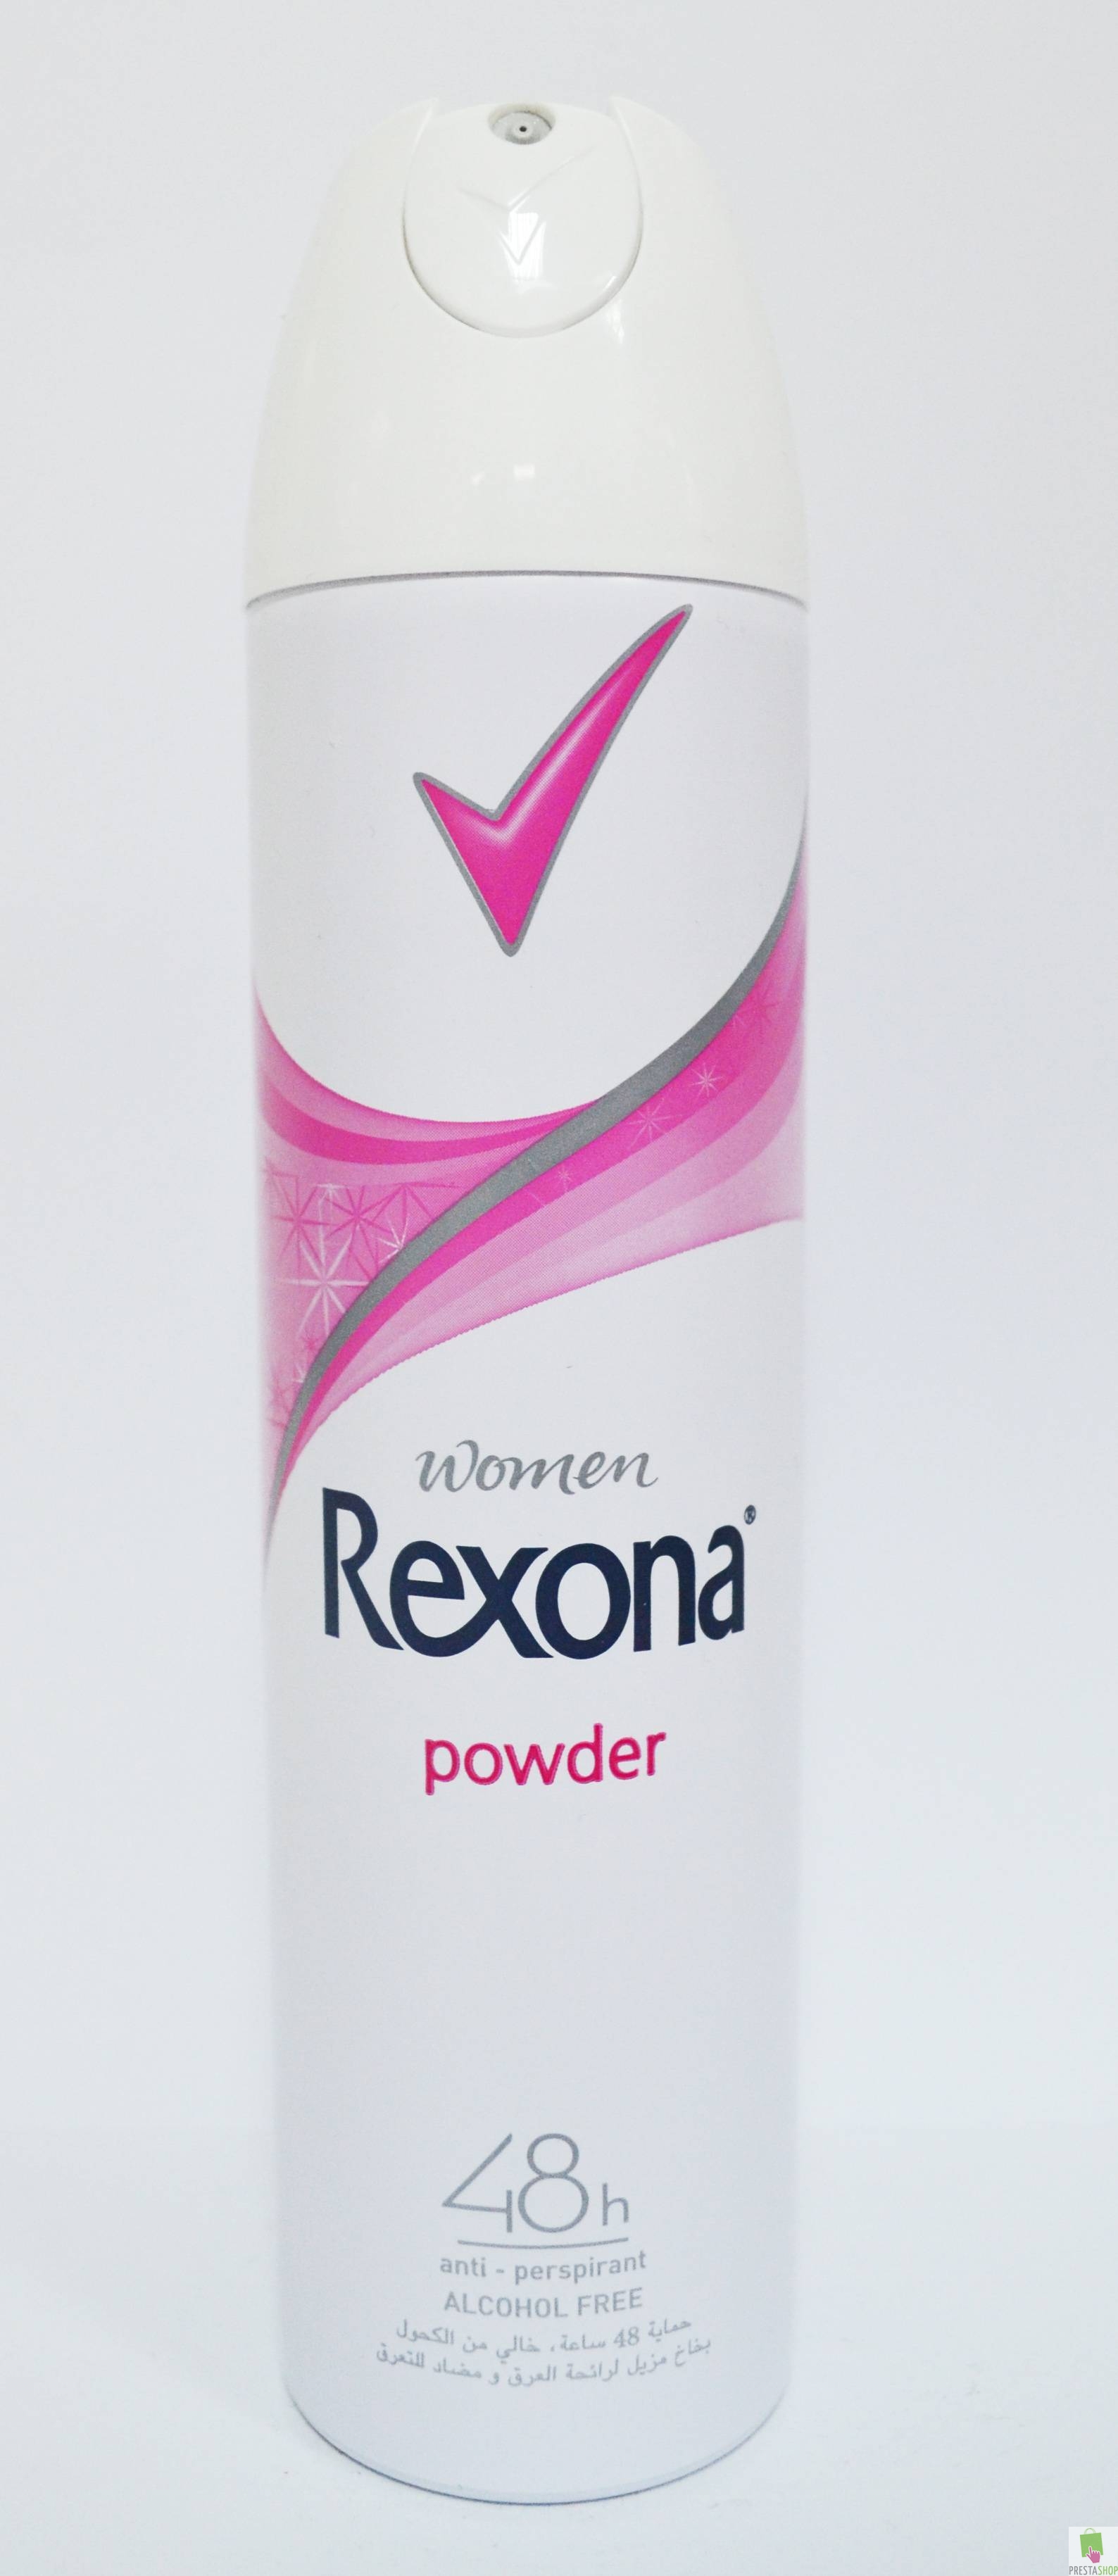 women
Rexona®
powder
48h
anti - perspirant
ALCOHOL FREE
حماية 48 ساعة، خالي من الكحول
بخاخ مزيل لرائحة العرق و مضاد للتعرق
PRESTASHOP